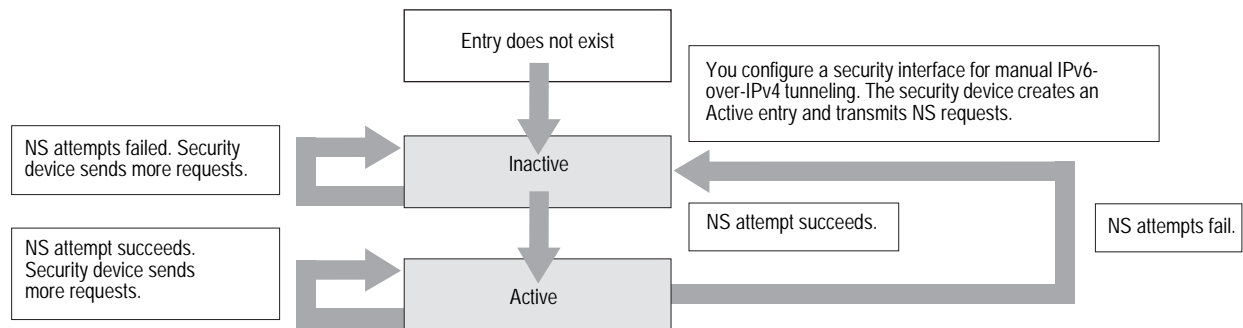 Entry does not exist
You configure a security interface for manual IPv6-
over-IPv4 tunneling. The security device creates an
Active entry and transmits NS requests.
NS attempts failed. Security
device sends more requests.
Inactive
NS attempt succeeds.
NS attempts fail.
NS attempt succeeds.
Security device sends
more requests.
Active